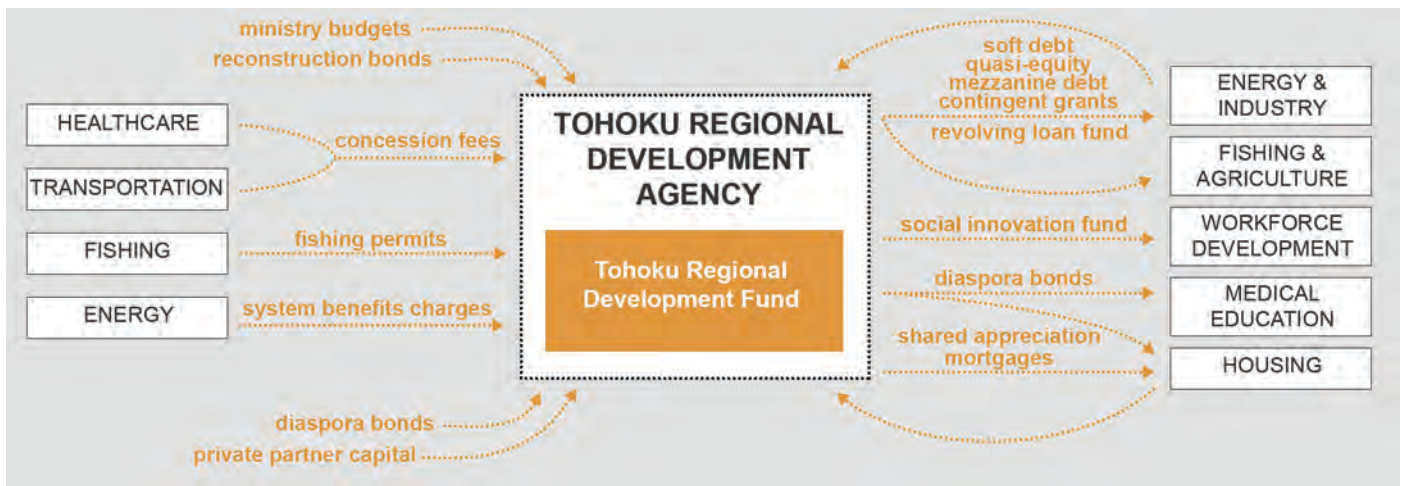 ministry budgets
reconstruction bonds
HEALTHCARE
TRANSPORTATION
concession fees
FISHING
fishing permits
ENERGY
system benefits charges
diaspora bonds
private partner capital
TOHOKU REGIONAL
DEVELOPMENT
AGENCY
Tohoku Regional
Development Fund
soft debt
quasi-equity
mezzanine debt
contingent grants
revolving loan fund
social innovation fund
diaspora bonds
shared appreciation
mortgages
ENERGY &
INDUSTRY
FISHING &
AGRICULTURE
WORKFORCE
DEVELOPMENT
MEDICAL
EDUCATION
HOUSING